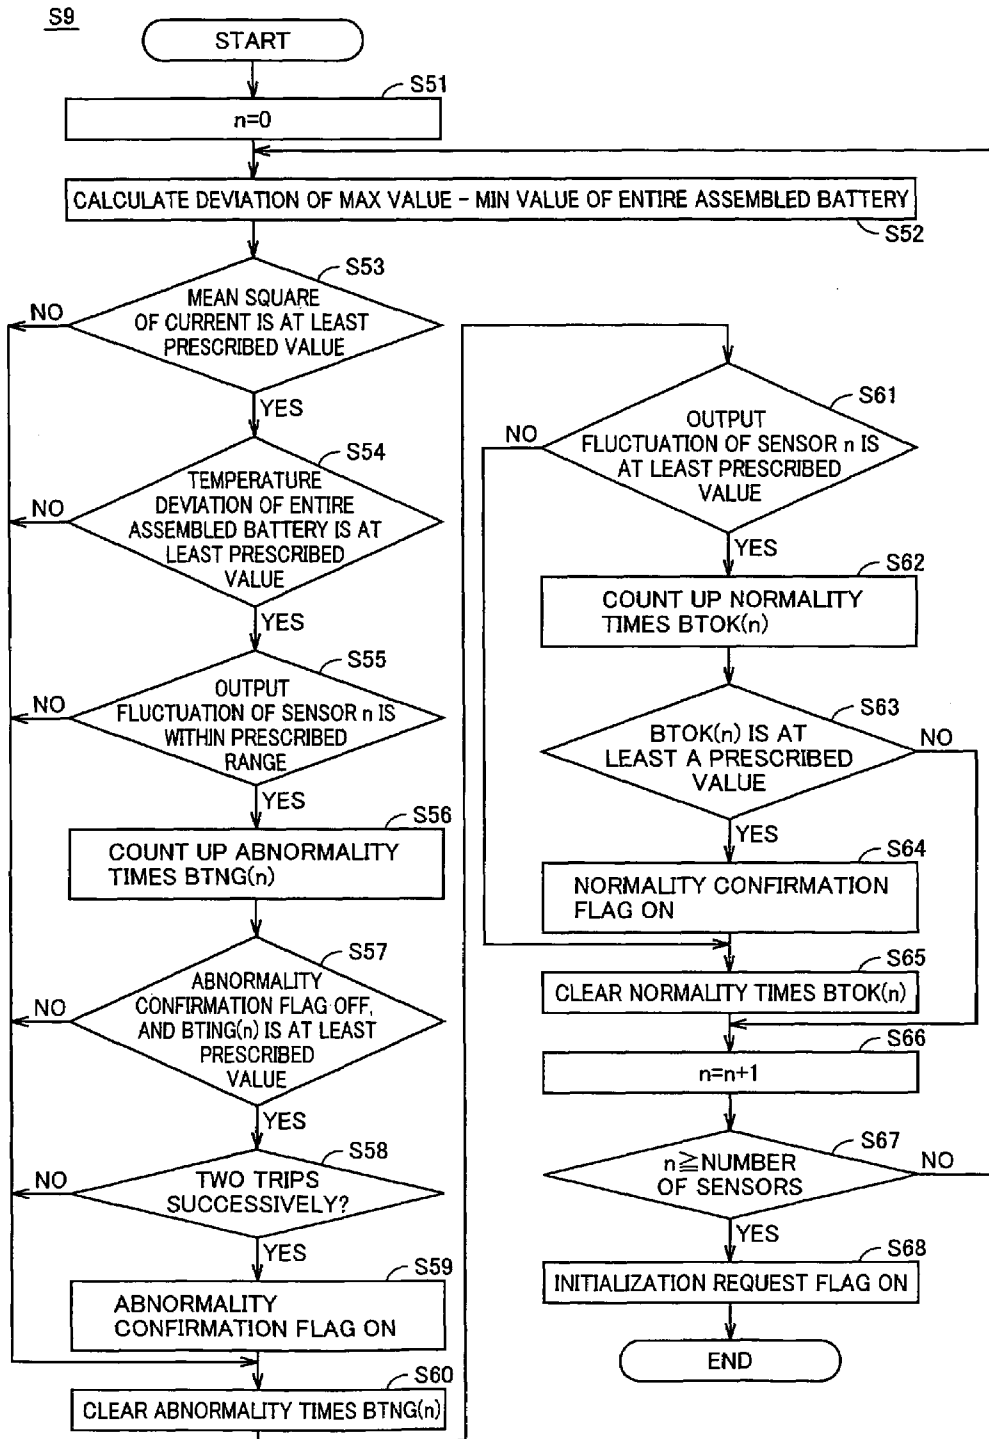 S9
START
S51
n=0
CALCULATE DEVIATION OF MAX VALUE – MIN VALUE OF ENTIRE ASSEMBLED BATTERY
S52
S53
MEAN SQUARE
OF CURRENT IS AT LEAST
PRESCRIBED VALUE
NO
YES
S54
TEMPERATURE
DEVIATION OF ENTIRE
ASSEMBLED BATTERY IS AT
LEAST PRESCRIBED
VALUE
NO
YES
S55
OUTPUT
FLUCTUATION OF SENSOR n IS
WITHIN PRESCRIBED
RANGE
NO
YES
S56
COUNT UP ABNORMALITY
TIMES BTNG(n)
S57
ABNORMALITY
CONFIRMATION FLAG OFF,
AND BTING(n) IS AT LEAST
PRESCRIBED
VALUE
NO
YES
S58
TWO TRIPS
SUCCESSIVELY?
NO
YES
S59
ABNORMALITY
CONFIRMATION FLAG ON
S60
CLEAR ABNORMALITY TIMES BTNG(n)
S61
OUTPUT
FLUCTUATION OF SENSOR n IS
AT LEAST PRESCRIBED
VALUE
NO
YES
S62
COUNT UP NORMALITY
TIMES BTOK(n)
S63
BTOK(n) IS AT
LEAST A PRESCRIBED
VALUE
NO
YES
S64
NORMALITY CONFIRMATION
FLAG ON
S65
CLEAR NORMALITY TIMES BTOK(n)
S66
n=n+1
S67
n≧NUMBER
OF SENSORS
NO
YES
S68
INITIALIZATION REQUEST FLAG ON
END